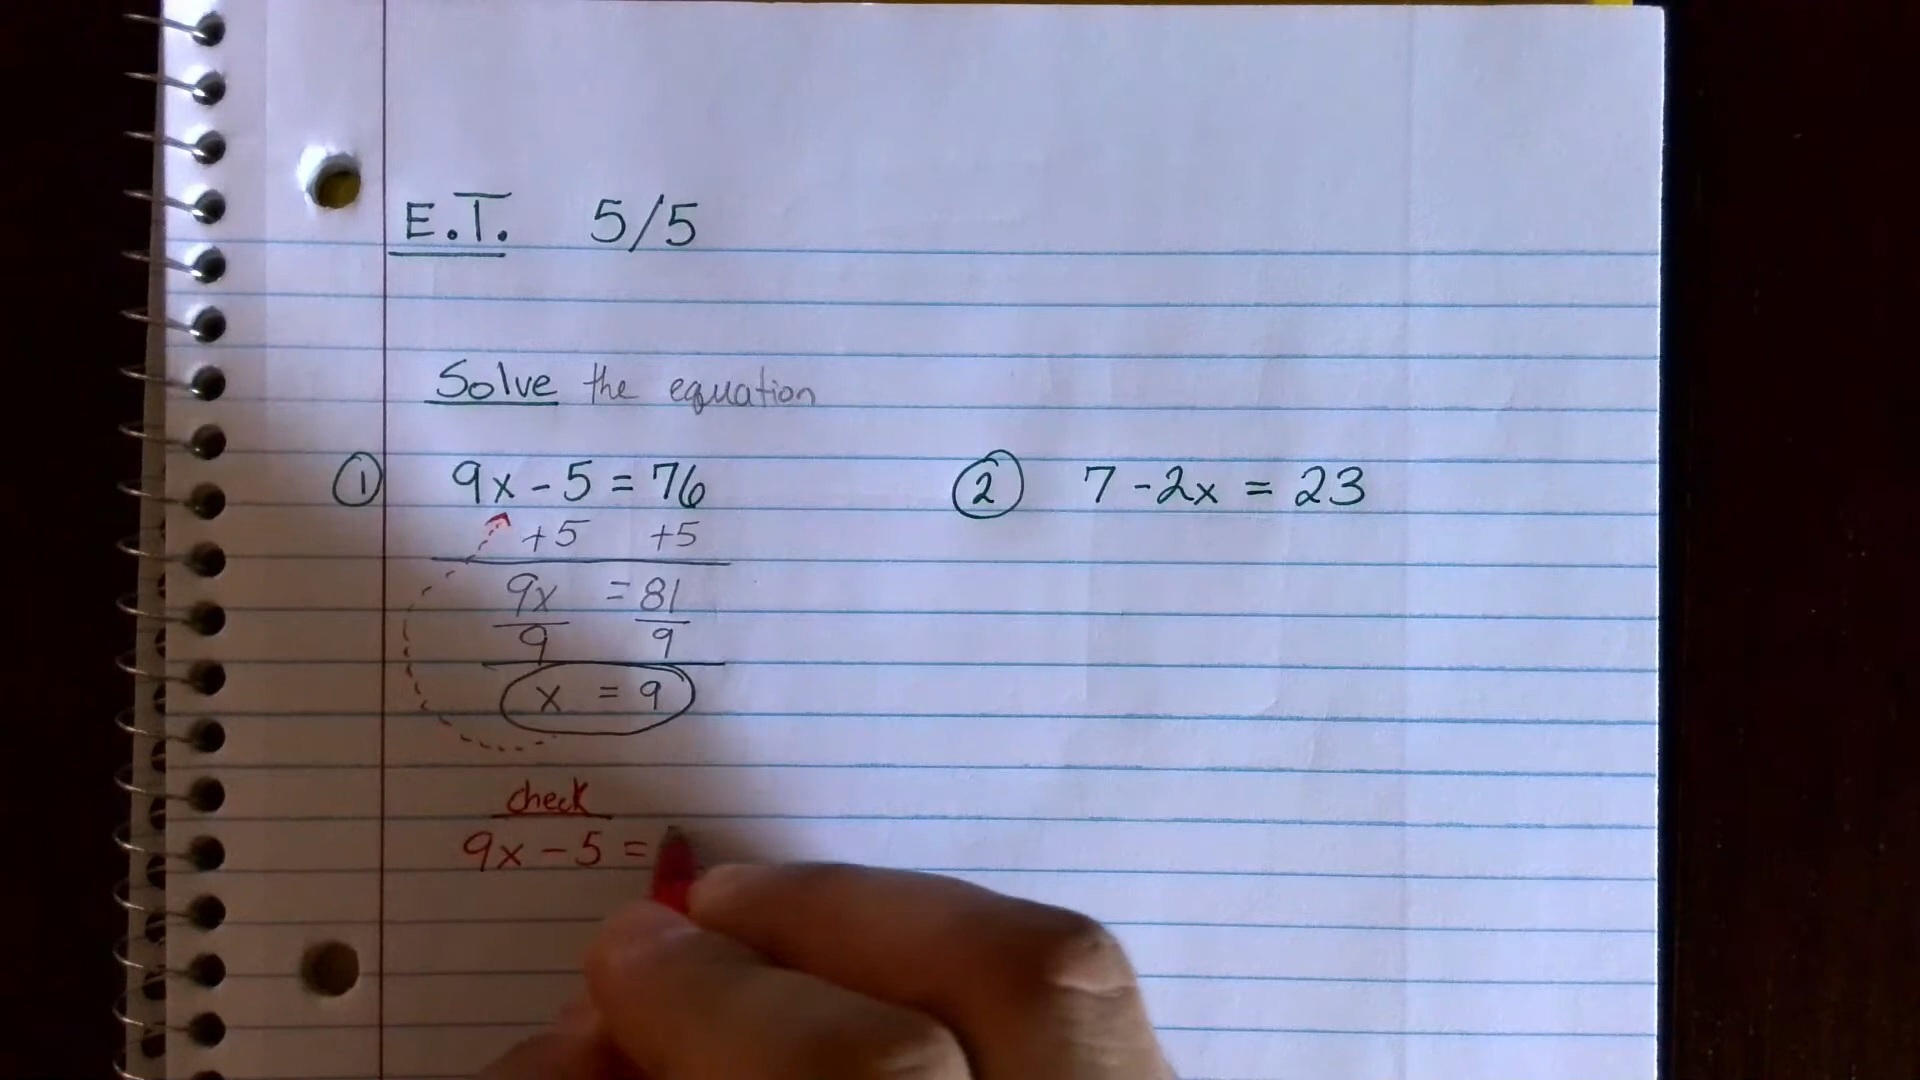 E.T. 5/5
Solve the equation
① 9x - 5 = 76
+5 +5
9x = 81
9 9
x = 9
check
9x - 5 =
② 7 - 2x = 23